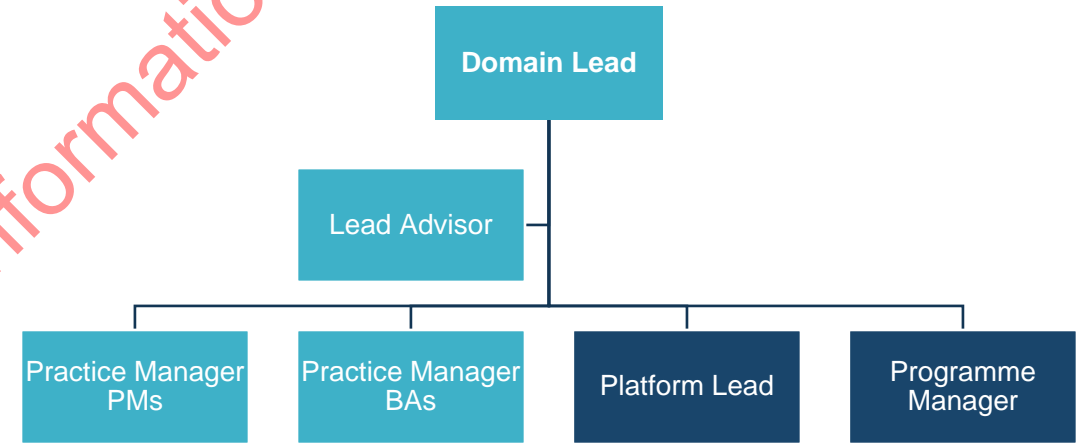 Domain Lead
Lead Advisor
Practice Manager
PMs
Practice Manager
BAs
Platform Lead
Programme
Manager